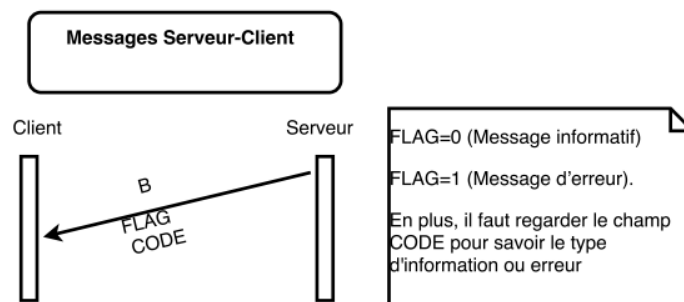 Messages Serveur-Client
Client
Serveur
B
FLAG
CODE
FLAG=0 (Message informatif)
FLAG=1 (Message d'erreur).
En plus, il faut regarder le champ
CODE pour savoir le type
d'information ou erreur